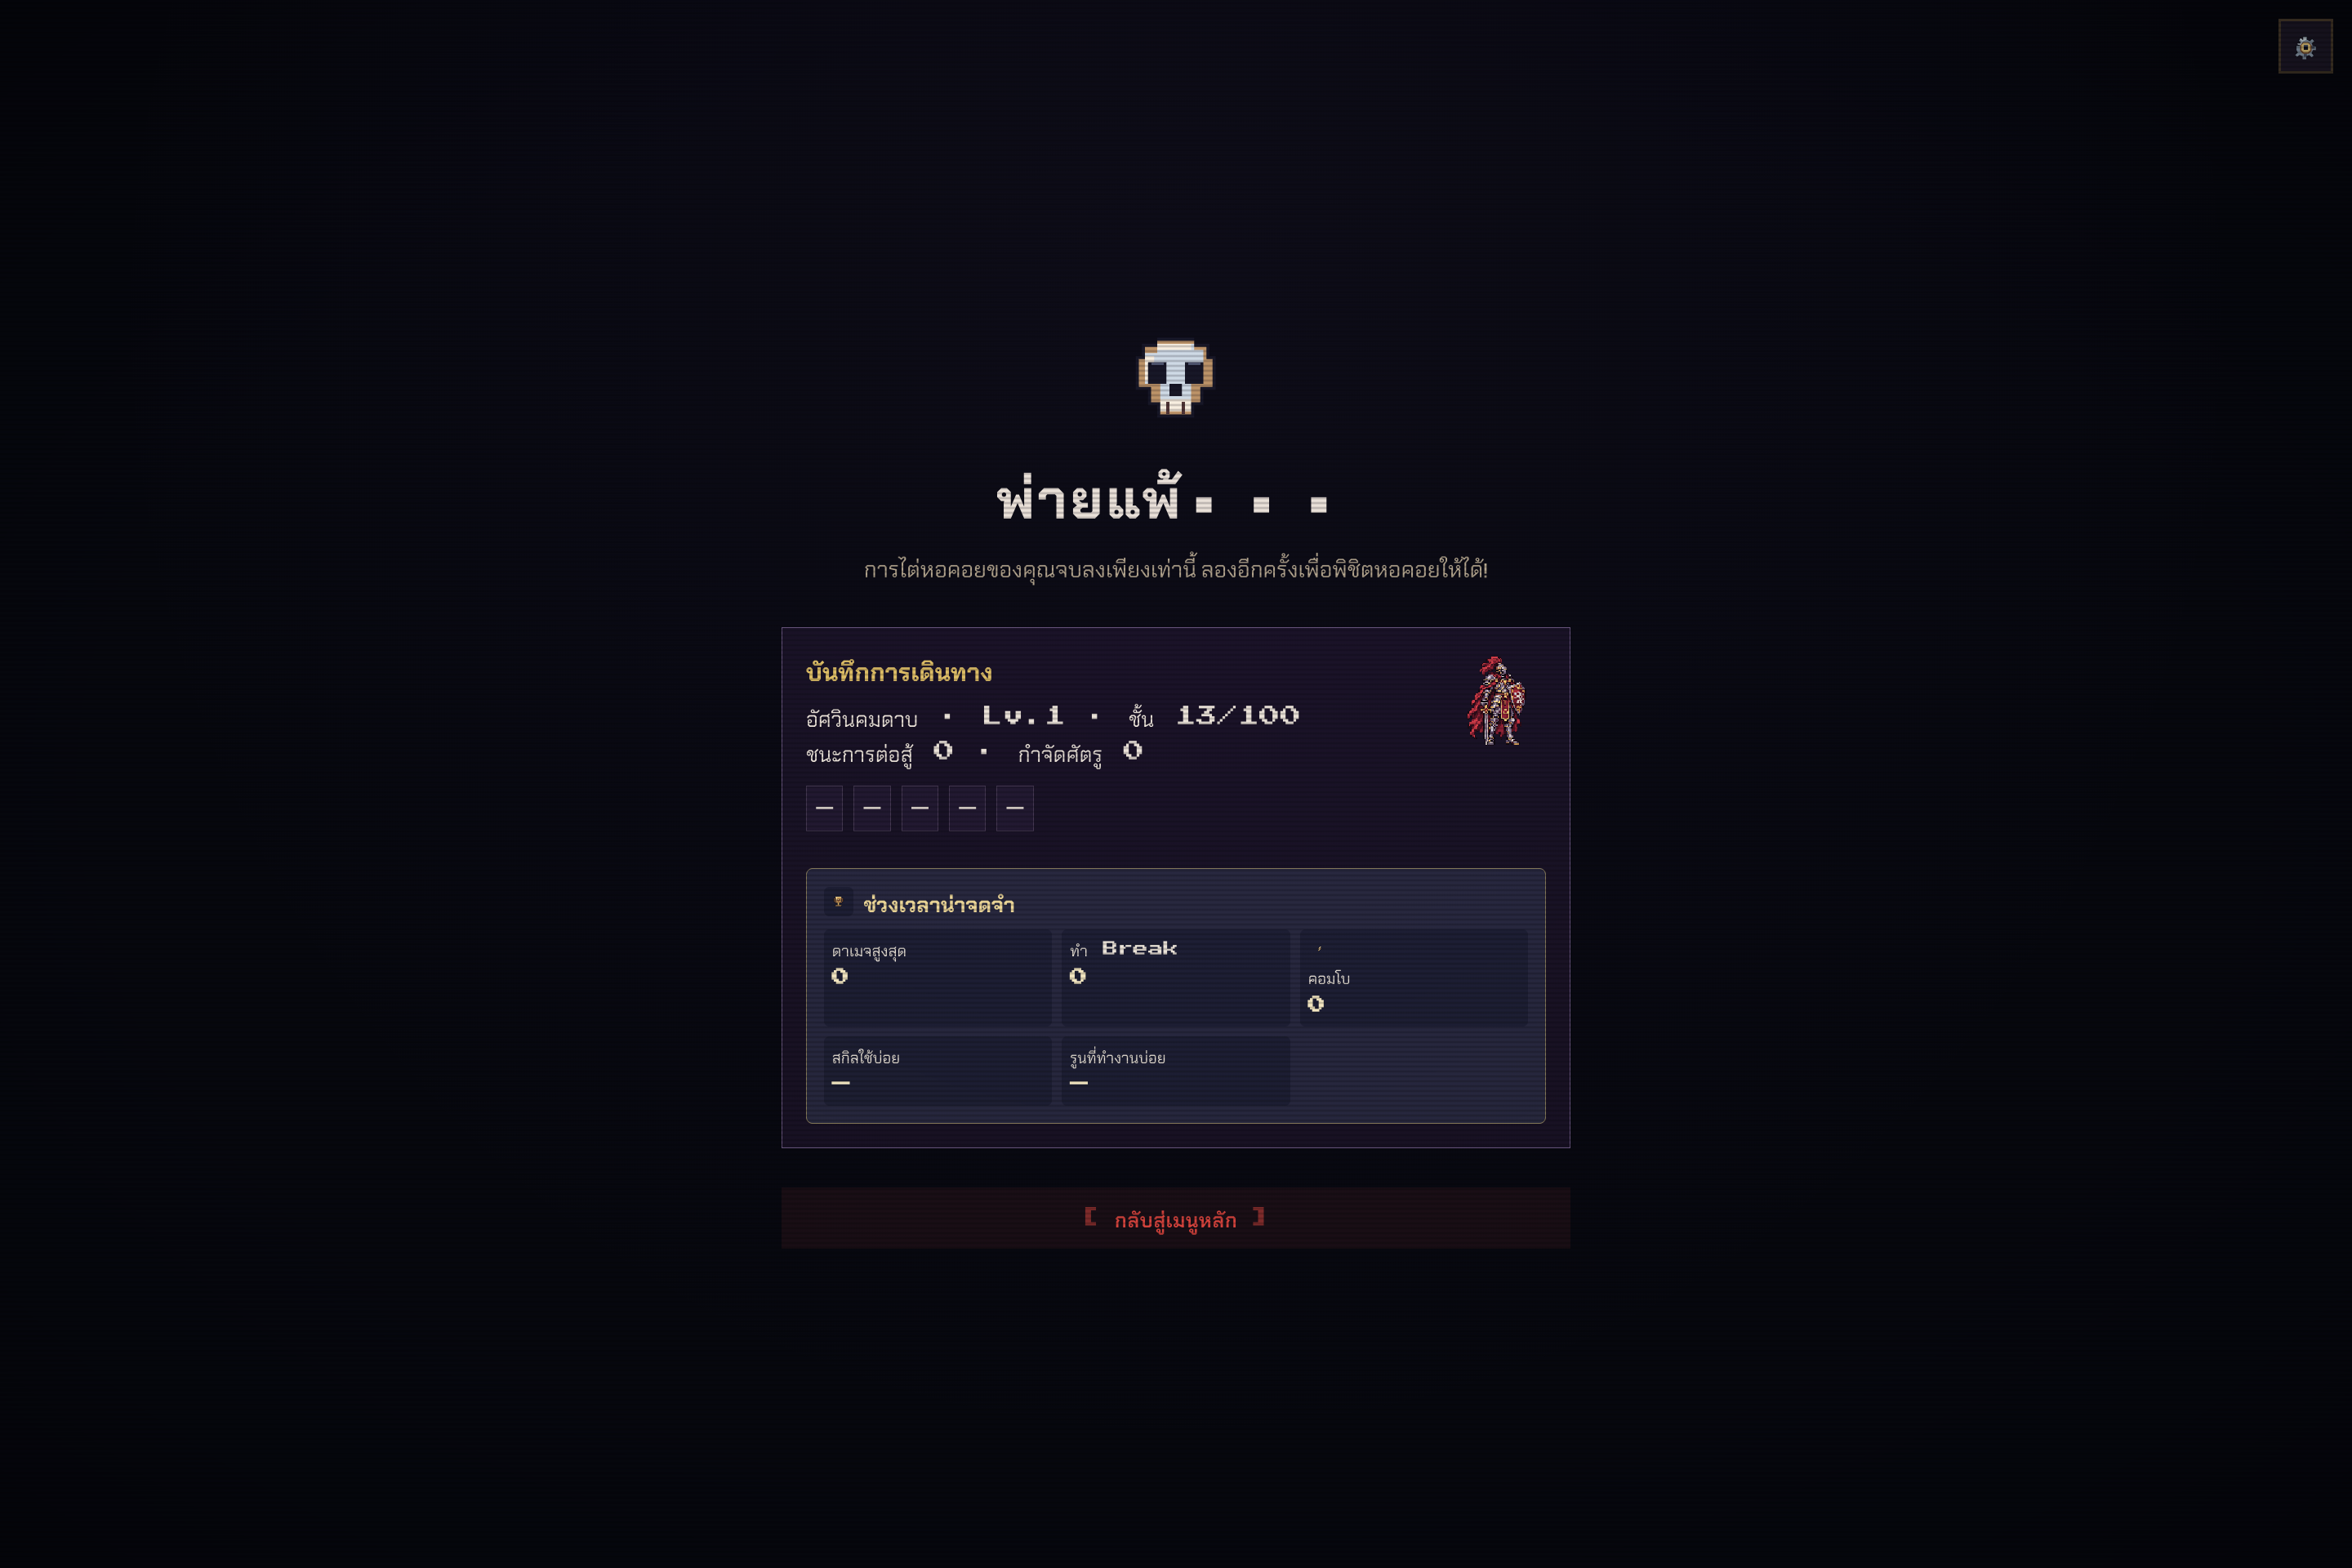 พ่ายแพ้...
การไต่หอคอยของคุณจบลงเพียงเท่านี้ ลองอีกครั้งเพื่อพิชิตหอคอยให้ได้!
บันทึกการเดินทาง
อัศวินคมดาบ · Lv.1 · ชั้น 13/100
ชนะการต่อสู้ 0 · กำจัดศัตรู 0
— — — — —
ช่วงเวลาน่าจดจำ
ดาเมจสูงสุด
0
ทำ Break
0
คอมโบ
0
สกิลใช้บ่อย
—
รูนที่ทำงานบ่อย
—
[ กลับสู่เมนูหลัก ]